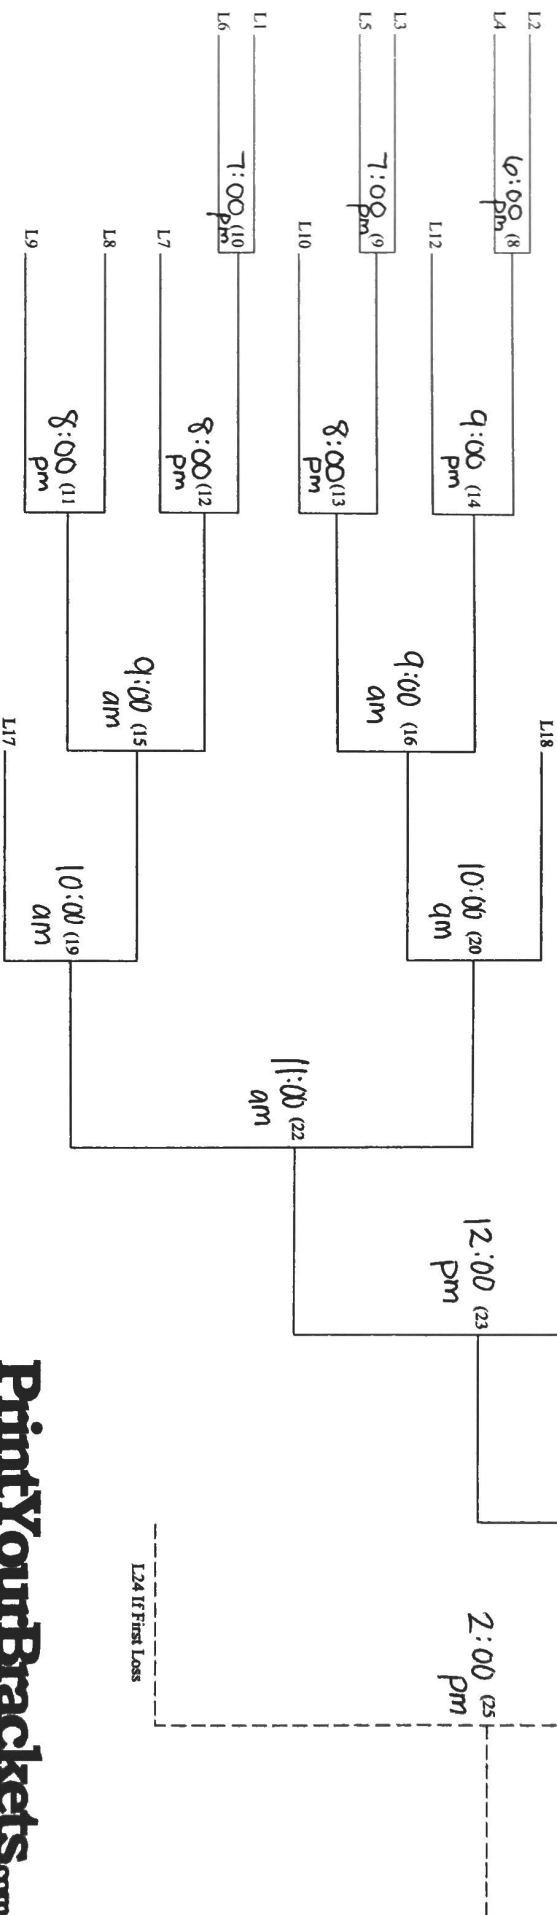 L2
6:00 (8
pm
L4
L3
7:00 (9
pm
L5
L1
7:00 (10
pm
L6
9:00 (14
pm
L12
8:00 (13
pm
L10
8:00 (12
pm
L7
L8
8:00 (11
pm
L9
9:00 (16
am
9:00 (15
am
L18
10:00 (20
am
10:00 (19
am
L17
11:00 (22
am
12:00 (23
pm
2:00 (25
pm
L24 If First Loss
PrintYourBrackets.com